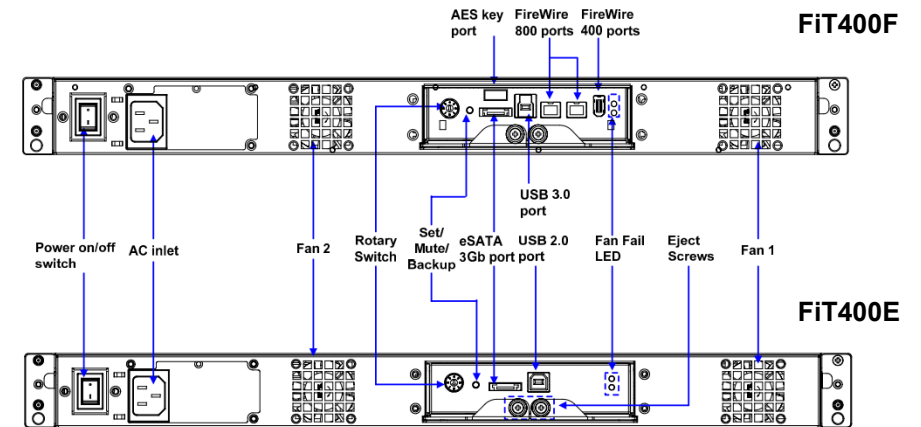 AES key
port
FireWire
800 ports
FireWire
400 ports
FiT400F
USB 3.0
port
Power on/off
switch
AC inlet
Fan 2
Rotary
Switch
Set/
Mute/
Backup
eSATA
3Gb port
USB 2.0
port
Fan Fail
LED
Eject
Screws
Fan 1
FiT400E